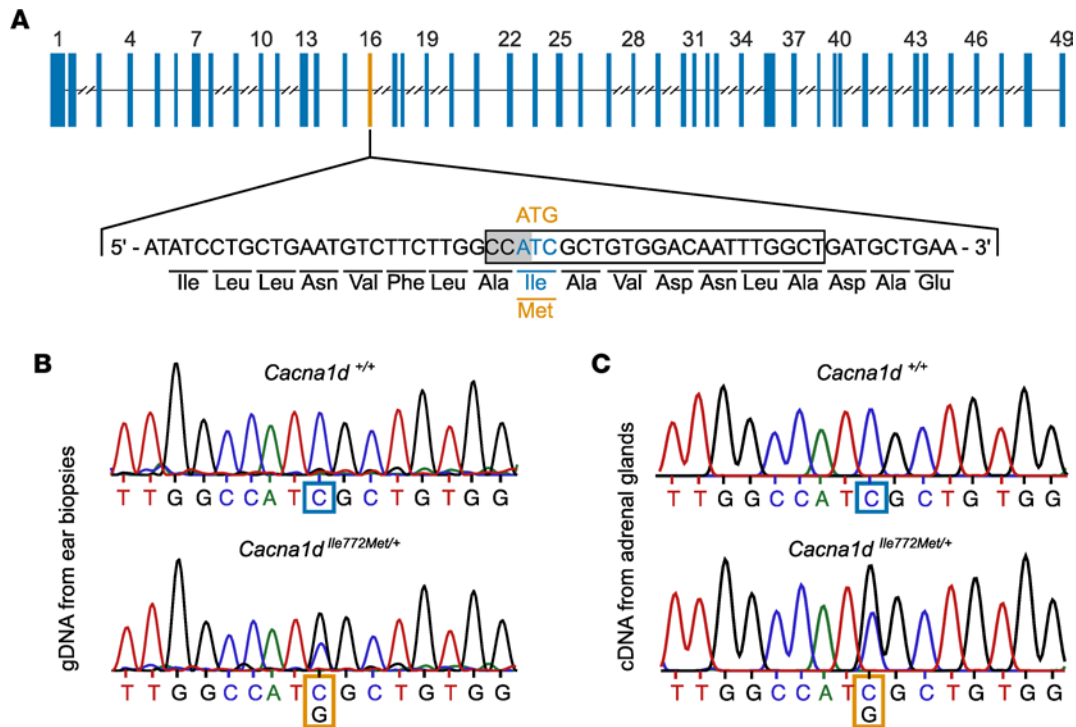 A
1 4 7 10 13 16 19 22 25 28 31 34 37 40 43 46 49
ATG
5' - ATATCCTGCTGAATGTCTTCTTGGCCATCGCTGTGGACAATTTGGCTGATGCTGAA - 3'
Ile Leu Leu Asn Val Phe Leu Ala Ile Ala Val Asp Asn Leu Ala Asp Ala Glu
Met
B
gDNA from ear biopsies
Cacna1d +/+
T T G G C C A T C G C T G T G G
Cacna1d Ile772Met/+
T T G G C C A T C G C T G T G G
G
C
cDNA from adrenal glands
Cacna1d +/+
T T G G C C A T C G C T G T G G
Cacna1d Ile772Met/+
T T G G C C A T C G C T G T G G
G